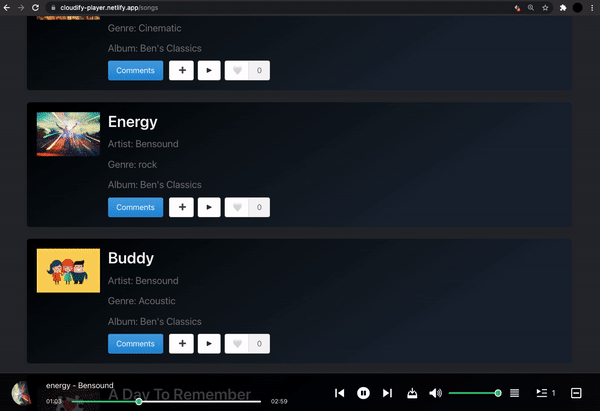 cloudify-player.netlify.app/songs
Genre: Cinematic
Album: Ben's Classics
Comments
0
Energy
Artist: Bensound
Genre: rock
Album: Ben's Classics
Comments
0
Buddy
Artist: Bensound
Genre: Acoustic
Album: Ben's Classics
Comments
0
A Day To Remember
energy - Bensound
01:03
02:59
1